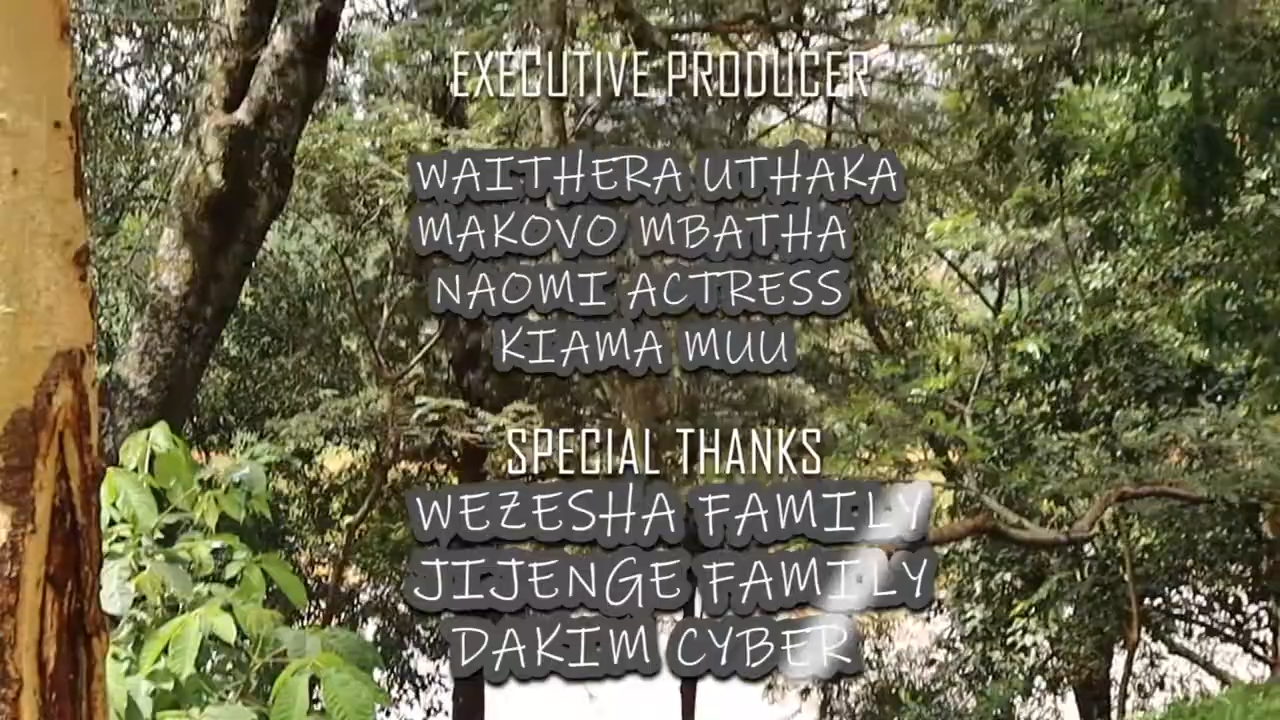 EXECUTIVE PRODUCER
WAITHERA UTHAKA
MAKOVO MBATHA
NAOMI ACTRESS
KIAMA MUU
SPECIAL THANKS
WEZESHA FAMILY
JIJENGE FAMILY
DAKIM CYBER